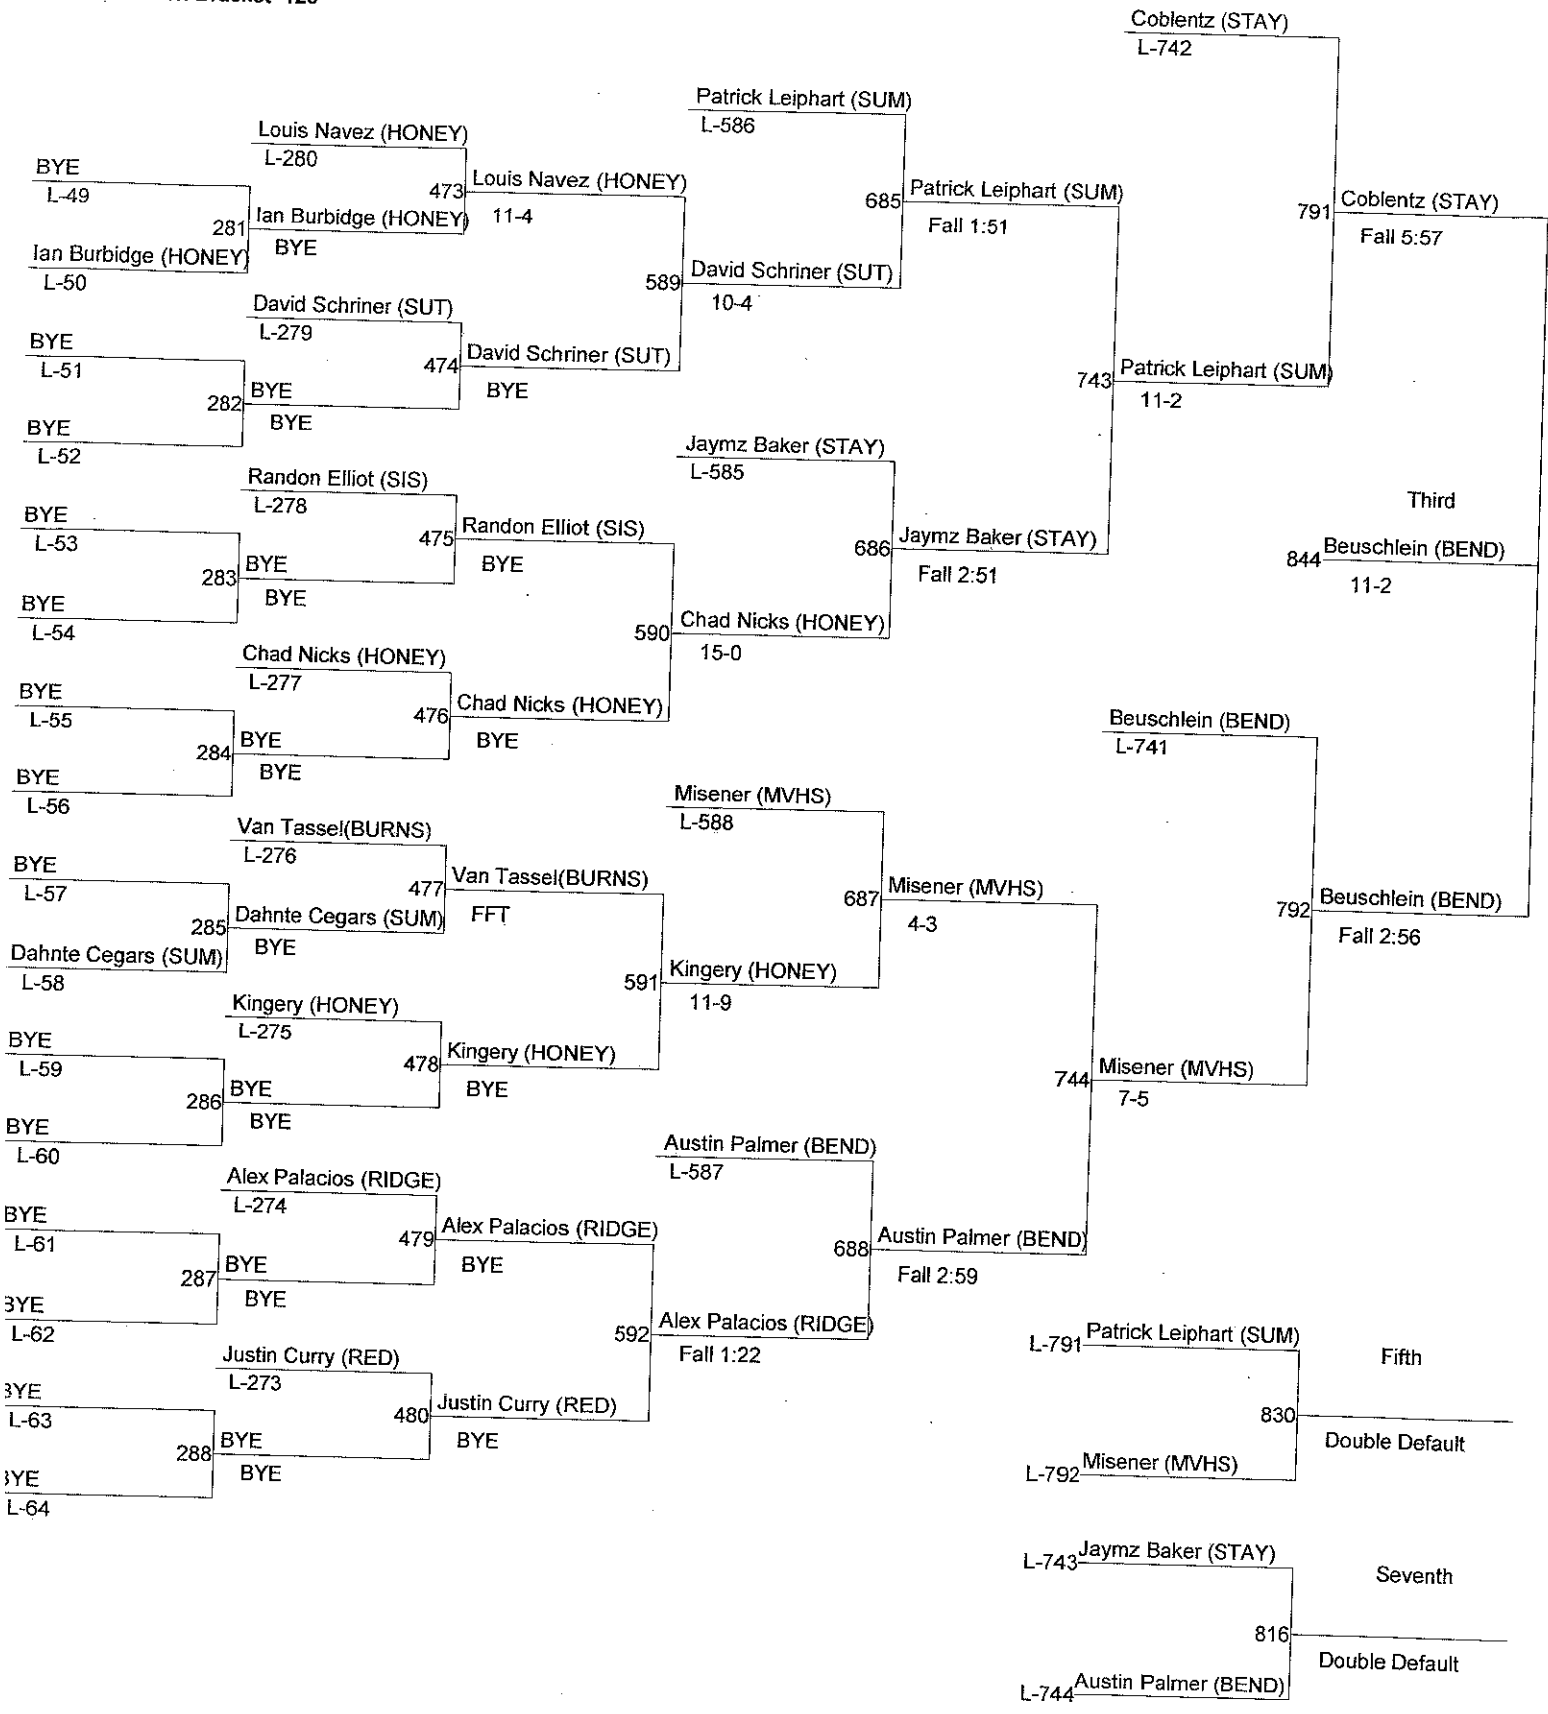 Coblentz (STAY)
L-742
Patrick Leiphart (SUM)
L-586
Louis Navez (HONEY)
L-280
BYE
L-49
473 Louis Navez (HONEY)
11-4
685 Patrick Leiphart (SUM)
Fall 1:51
791 Coblentz (STAY)
Fall 5:57
281 Ian Burbidge (HONEY)
BYE
Ian Burbidge (HONEY)
L-50
589 David Schriner (SUT)
10-4
David Schriner (SUT)
L-279
BYE
L-51
474 David Schriner (SUT)
BYE
743 Patrick Leiphart (SUM)
11-2
282 BYE
BYE
BYE
L-52
Jaymz Baker (STAY)
L-585
Randon Elliot (SIS)
L-278
Third
BYE
L-53
475 Randon Elliot (SIS)
BYE
686 Jaymz Baker (STAY)
Fall 2:51
844 Beuschlein (BEND)
11-2
283 BYE
BYE
BYE
L-54
590 Chad Nicks (HONEY)
15-0
Chad Nicks (HONEY)
L-277
BYE
L-55
476 Chad Nicks (HONEY)
BYE
Beuschlein (BEND)
L-741
284 BYE
BYE
BYE
L-56
Misener (MVHS)
L-588
Van Tassel(BURNS)
L-276
BYE
L-57
477 Van Tassel(BURNS)
FFT
687 Misener (MVHS)
4-3
792 Beuschlein (BEND)
Fall 2:56
285 Dahnte Cegars (SUM)
BYE
Dahnte Cegars (SUM)
L-58
591 Kingery (HONEY)
11-9
Kingery (HONEY)
L-275
BYE
L-59
478 Kingery (HONEY)
BYE
744 Misener (MVHS)
7-5
286 BYE
BYE
BYE
L-60
Austin Palmer (BEND)
L-587
Alex Palacios (RIDGE)
L-274
BYE
L-61
479 Alex Palacios (RIDGE)
BYE
688 Austin Palmer (BEND)
Fall 2:59
287 BYE
BYE
BYE
L-62
592 Alex Palacios (RIDGE)
Fall 1:22
L-791 Patrick Leiphart (SUM)
Fifth
Justin Curry (RED)
L-273
BYE
L-63
480 Justin Curry (RED)
BYE
830
Double Default
288 BYE
BYE
L-792 Misener (MVHS)
BYE
L-64
L-743 Jaymz Baker (STAY)
Seventh
816
Double Default
L-744 Austin Palmer (BEND)